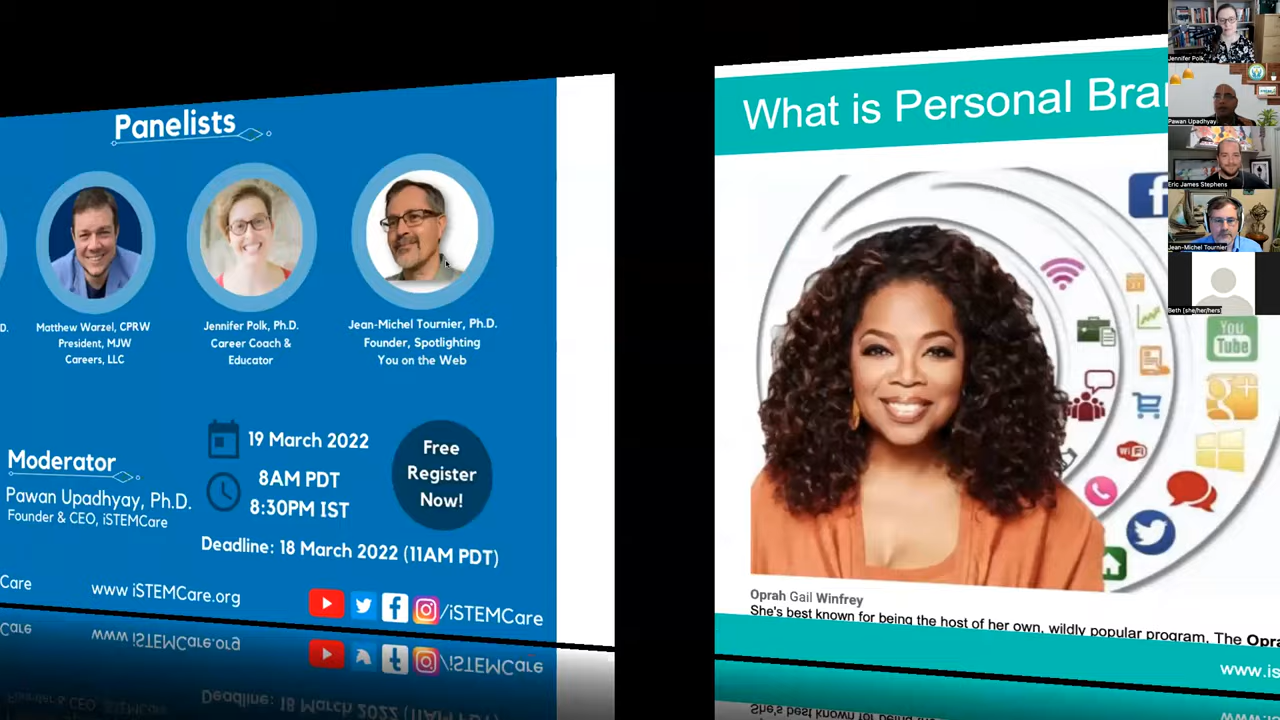 Panelists
D.
Matthew Warzel, CPRW
President, MJW
Careers, LLC
Jennifer Polk, Ph.D.
Career Coach &
Educator
Jean-Michel Tournier, Ph.D.
Founder, Spotlighting
You on the Web
Moderator
Pawan Upadhyay, Ph.D.
Founder & CEO, iSTEMCare
19 March 2022
8AM PDT
8:30PM IST
Free
Register
Now!
Deadline: 18 March 2022 (11AM PDT)
Care
www.iSTEMCare.org
/iSTEMCare
What is Personal Bra
You
Tube
WiFi
Oprah Gail Winfrey
She's best known for being the host of her own, wildly popular program, The Opra
www.is
Jennifer Polk
Pawan Upadhyay
Eric James Stephens
Jean-Michel Tournier
Beth (she/her/hers)